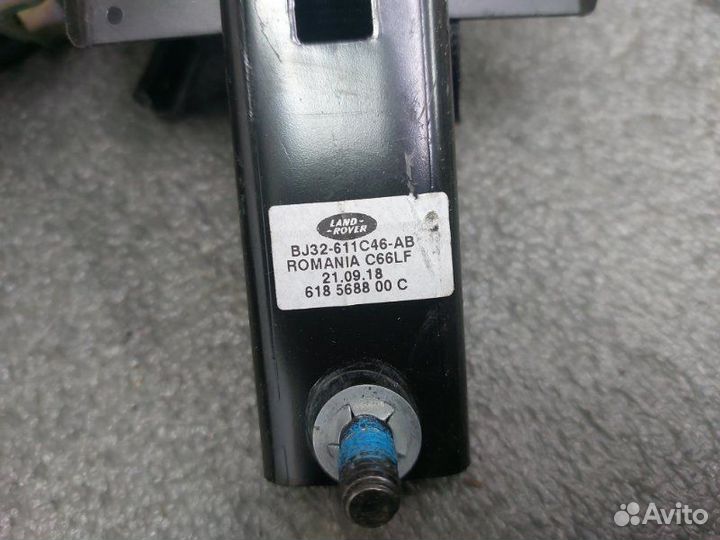 LAND-
-ROVER
BJ32-611C46-AB
ROMANIA C66LF
21.09.18
618 5688 00 C
Avito